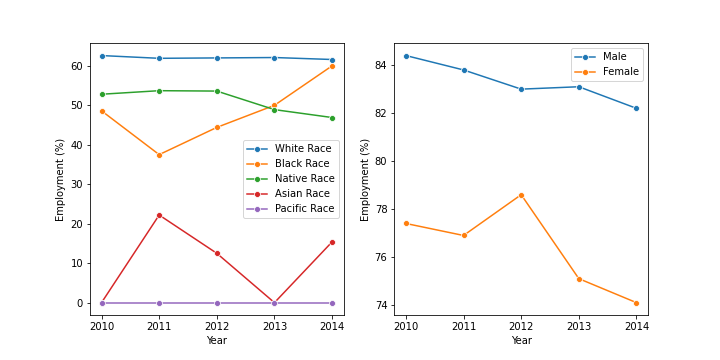 Employment (%)
60
50
40
30
20
10
0
White Race
Black Race
Native Race
Asian Race
Pacific Race
2010 2011 2012 2013 2014
Year
Employment (%)
84
82
80
78
76
74
Male
Female
2010 2011 2012 2013 2014
Year